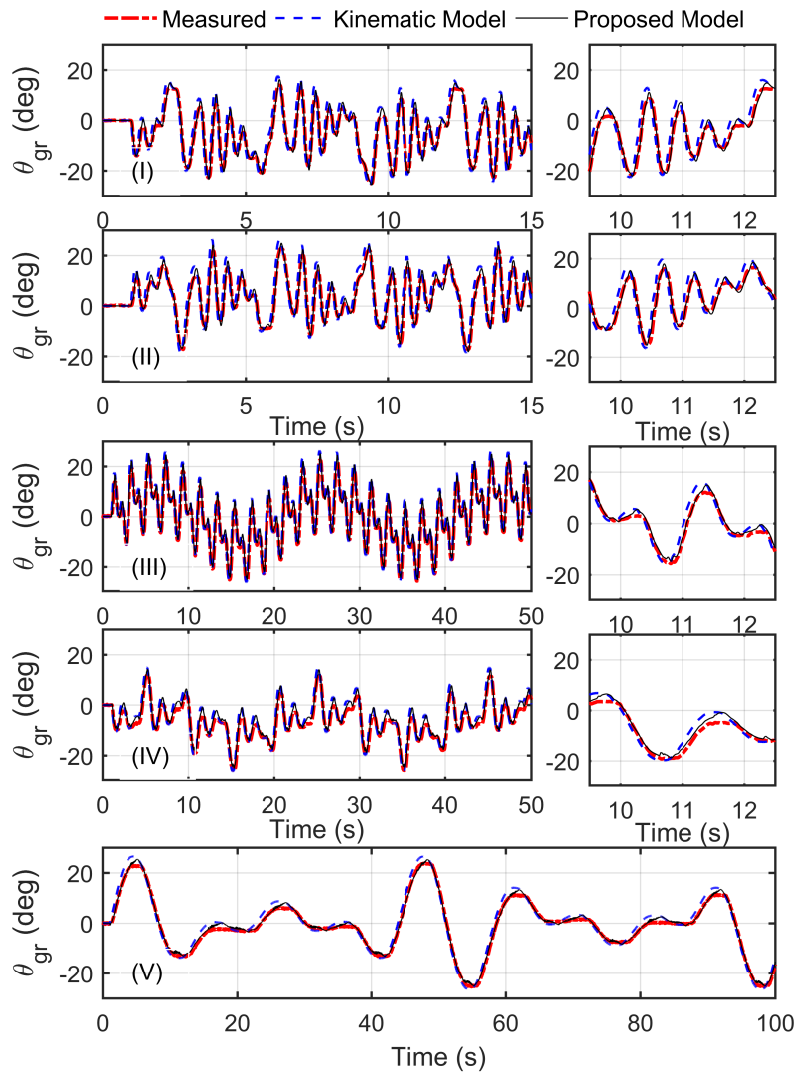 Measured Kinematic Model Proposed Model
θgr (deg)
20
0
-20
(I)
0 5 10 15
20
0
-20
10 11 12
θgr (deg)
20
0
-20
(II)
0 5 10 15
Time (s)
20
0
-20
10 11 12
Time (s)
θgr (deg)
20
0
-20
(III)
0 10 20 30 40 50
20
0
-20
10 11 12
θgr (deg)
20
0
-20
(IV)
0 10 20 30 40 50
Time (s)
20
0
-20
10 11 12
Time (s)
θgr (deg)
20
0
-20
(V)
0 20 40 60 80 100
Time (s)